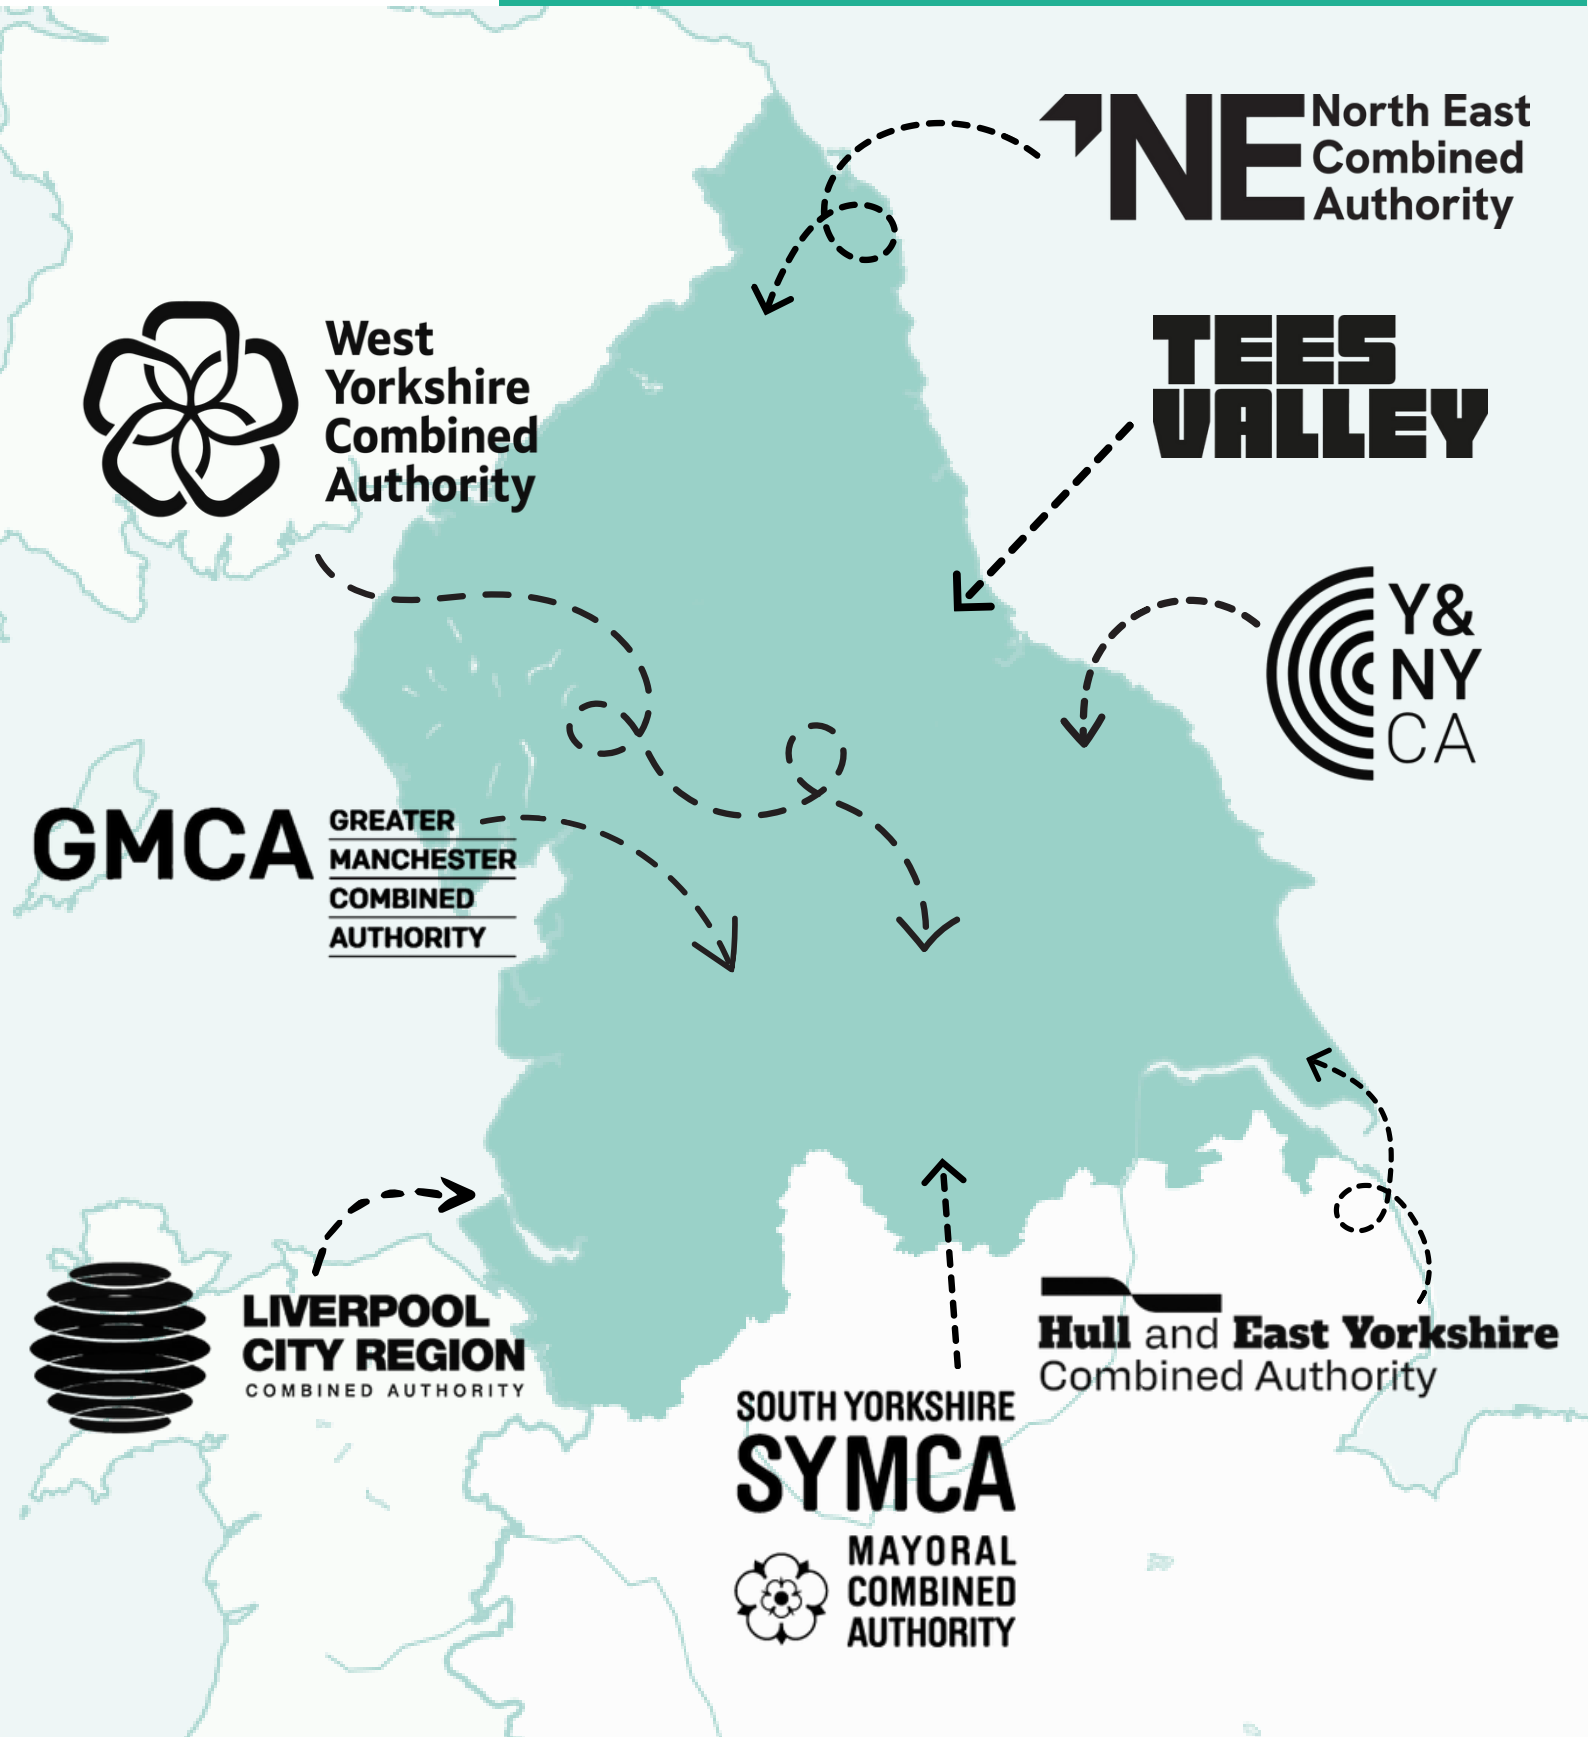 NE
North East
Combined
Authority
TEES
VALLEY
West
Yorkshire
Combined
Authority
Y&
NY
CA
GMCA
GREATER
MANCHESTER
COMBINED
AUTHORITY
LIVERPOOL
CITY REGION
COMBINED AUTHORITY
Hull and East Yorkshire
Combined Authority
SOUTH YORKSHIRE
SYMCA
MAYORAL
COMBINED
AUTHORITY